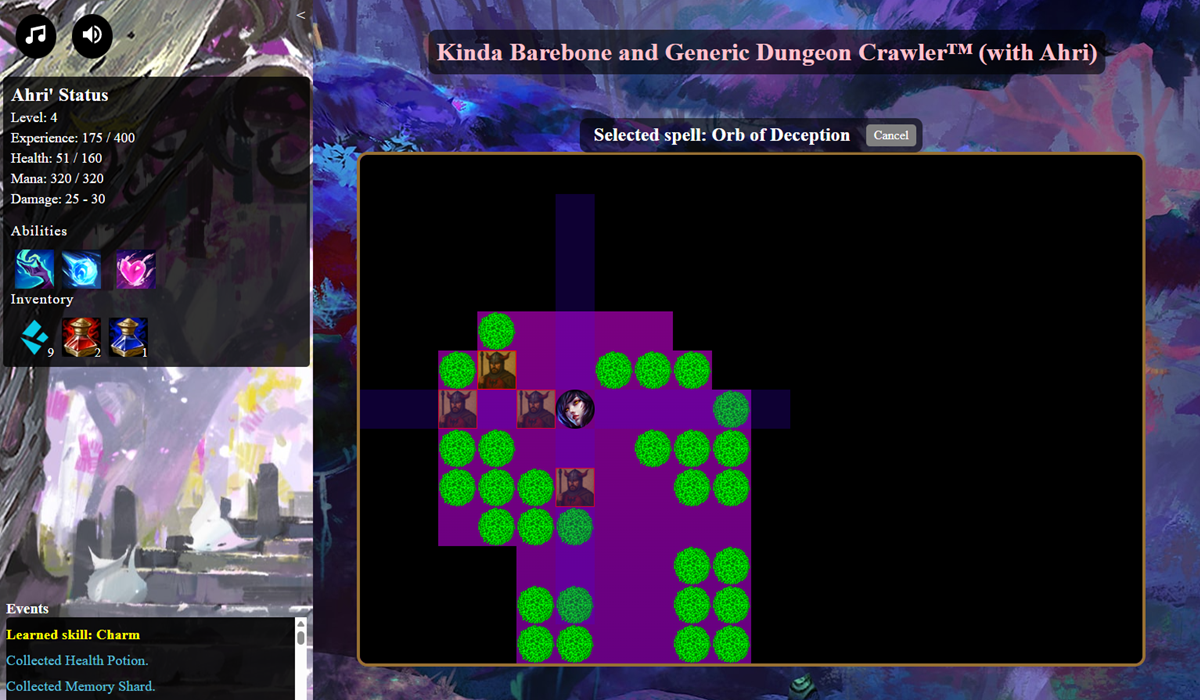 <
Kinda Barebone and Generic Dungeon Crawler™ (with Ahri)
Ahri' Status
Level: 4
Experience: 175 / 400
Health: 51 / 160
Mana: 320 / 320
Damage: 25 - 30
Abilities
Inventory
9 2 1
Selected spell: Orb of Deception Cancel
Events
Learned skill: Charm
Collected Health Potion.
Collected Memory Shard.